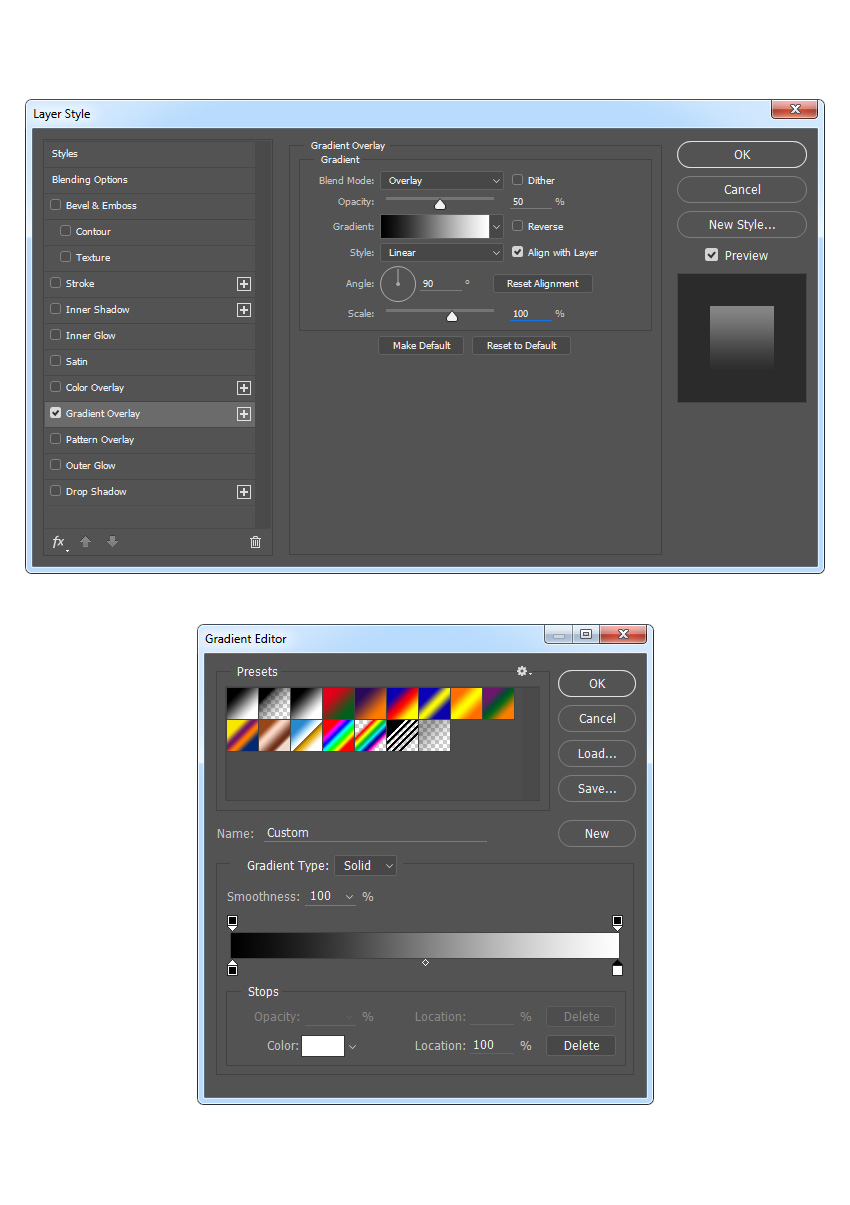 Layer Style
Styles
Blending Options
Bevel & Emboss
Contour
Texture
Stroke
Inner Shadow
Inner Glow
Satin
Color Overlay
Gradient Overlay
Pattern Overlay
Outer Glow
Drop Shadow
fx
Gradient Overlay
Gradient
Blend Mode: Overlay Dither
Opacity: 50 %
Gradient: Reverse
Style: Linear Align with Layer
Angle: 90 ° Reset Alignment
Scale: 100 %
Make Default Reset to Default
OK
Cancel
New Style...
Preview
Gradient Editor
Presets
OK
Cancel
Load...
Save...
Name: Custom New
Gradient Type: Solid
Smoothness: 100 %
Stops
Opacity: % Location: % Delete
Color: Location: 100 % Delete